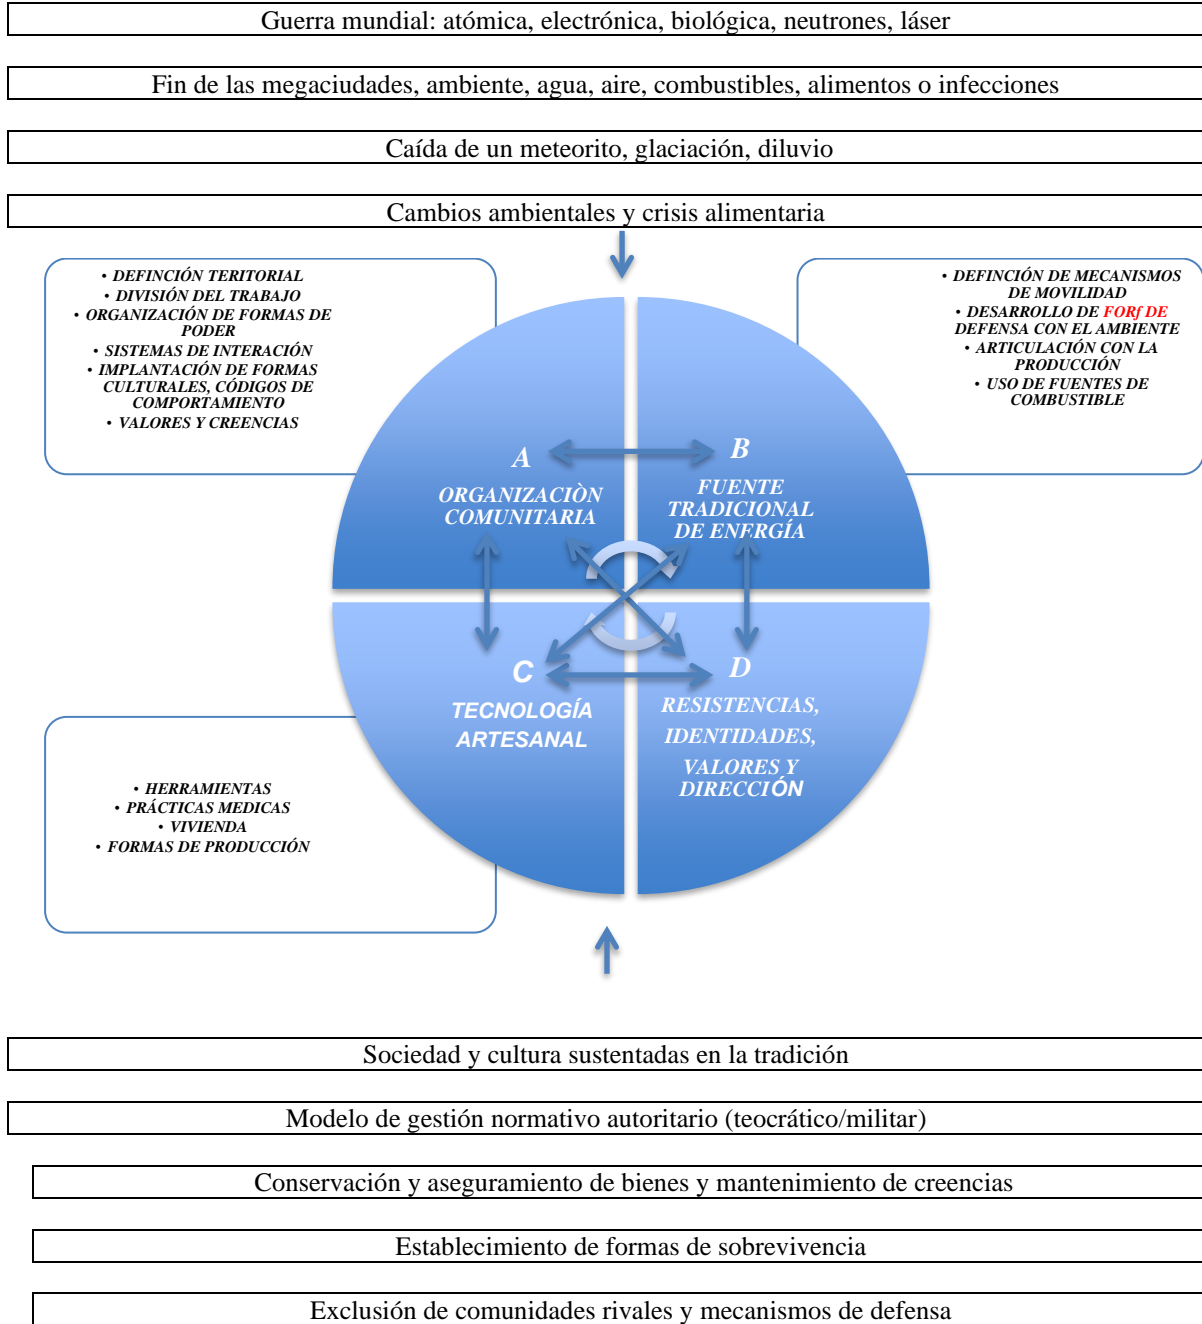 Guerra mundial: atómica, electrónica, biológica, neutrones, láser
Fin de las megaciudades, ambiente, agua, aire, combustibles, alimentos o infecciones
Caída de un meteorito, glaciación, diluvio
Cambios ambientales y crisis alimentaria
• DEFINCIÓN TERITORIAL
• DIVISIÓN DEL TRABAJO
• ORGANIZACIÓN DE FORMAS DE
PODER
• SISTEMAS DE INTERACIÓN
• IMPLANTACIÓN DE FORMAS
CULTURALES, CÓDIGOS DE
COMPORTAMIENTO
• VALORES Y CREENCIAS
• DEFINCIÓN DE MECANISMOS
DE MOVILIDAD
• DESARROLLO DE FORf DE
DEFENSA CON EL AMBIENTE
• ARTICULACIÓN CON LA
PRODUCCIÓN
• USO DE FUENTES DE
COMBUSTIBLE
A
ORGANIZACIÒN
COMUNITARIA
B
FUENTE
TRADICIONAL
DE ENERGÍA
C
TECNOLOGÍA
ARTESANAL
D
RESISTENCIAS,
IDENTIDADES,
VALORES Y
DIRECCIÓN
• HERRAMIENTAS
• PRÁCTICAS MEDICAS
• VIVIENDA
• FORMAS DE PRODUCCIÓN
Sociedad y cultura sustentadas en la tradición
Modelo de gestión normativo autoritario (teocrático/militar)
Conservación y aseguramiento de bienes y mantenimiento de creencias
Establecimiento de formas de sobrevivencia
Exclusión de comunidades rivales y mecanismos de defensa